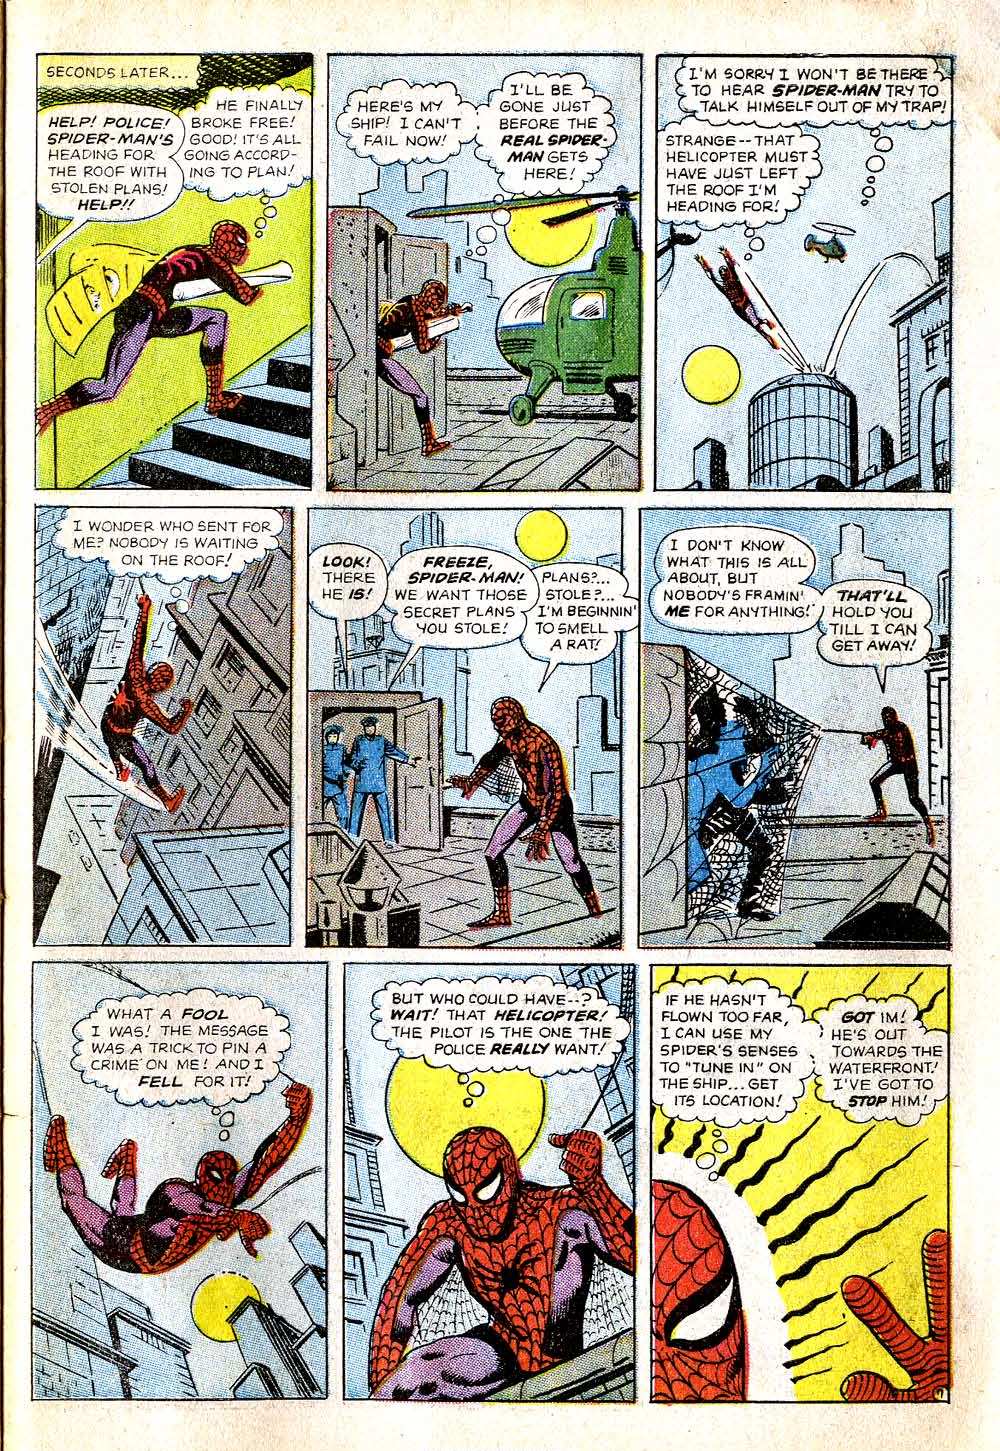 SECONDS LATER...
HELP! POLICE!
SPIDER-MAN'S
HEADING FOR
THE ROOF WITH
STOLEN PLANS!
HELP!!
HE FINALLY
BROKE FREE!
GOOD! IT'S ALL
GOING ACCORD-
ING TO PLAN!
HERE'S MY
SHIP! I CAN'T
FAIL NOW!
I'LL BE
GONE JUST
BEFORE THE
REAL SPIDER-
MAN GETS
HERE!
I'M SORRY I WON'T BE THERE
TO HEAR SPIDER-MAN TRY TO
TALK HIMSELF OUT OF MY TRAP!
STRANGE--THAT
HELICOPTER MUST
HAVE JUST LEFT
THE ROOF I'M
HEADING FOR!
I WONDER WHO SENT FOR
ME? NOBODY IS WAITING
ON THE ROOF!
LOOK!
THERE
HE IS!
FREEZE,
SPIDER-MAN!
WE WANT THOSE
SECRET PLANS
YOU STOLE!
PLANS?...
STOLE?...
I'M BEGINNIN'
TO SMELL
A RAT!
I DON'T KNOW
WHAT THIS IS ALL
ABOUT, BUT
NOBODY'S FRAMIN'
ME FOR ANYTHING!
THAT'LL
HOLD YOU
TILL I CAN
GET AWAY!
WHAT A FOOL
I WAS! THE MESSAGE
WAS A TRICK TO PIN A
CRIME ON ME! AND I
FELL FOR IT!
BUT WHO COULD HAVE--?
WAIT! THAT HELICOPTER!
THE PILOT IS THE ONE THE
POLICE REALLY WANT!
IF HE HASN'T
FLOWN TOO FAR,
I CAN USE MY
SPIDER'S SENSES
TO "TUNE IN" ON
THE SHIP... GET
ITS LOCATION!
GOT 'IM!
HE'S OUT
TOWARDS THE
WATERFRONT!
I'VE GOT TO
STOP HIM!